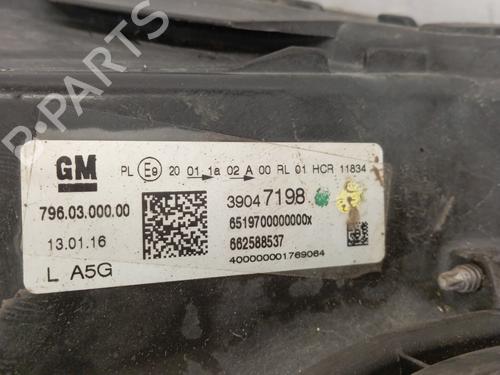 GM
PL E9 20 01 1a 02 A 00 RL 01 HCR 11834
796.03.000.00
39047198
13.01.16
6519700000000x
662588537
L A5G
400000001769064
B-PARTS